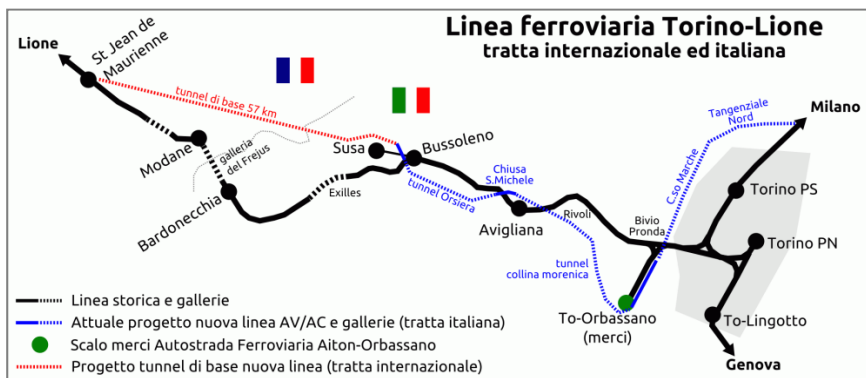 Linea ferroviaria Torino-Lione
tratta internazionale ed italiana
Lione
St Jean de
Maurienne
tunnel di base 57 km
Modane
galleria
del Frejus
Bardonecchia
Exilles
Susa
Bussoleno
tunnel Orsiera
Chiusa
S.Michele
Avigliana
Rivoli
tunnel
collina morenica
Bivio
Pronda
C.so Marche
Tangenziale
Nord
Milano
Torino PS
Torino PN
To-Lingotto
To-Orbassano
(merci)
Genova
Linea storica e gallerie
Attuale progetto nuova linea AV/AC e gallerie (tratta italiana)
Scalo merci Autostrada Ferroviaria Aiton-Orbassano
Progetto tunnel di base nuova linea (tratta internazionale)